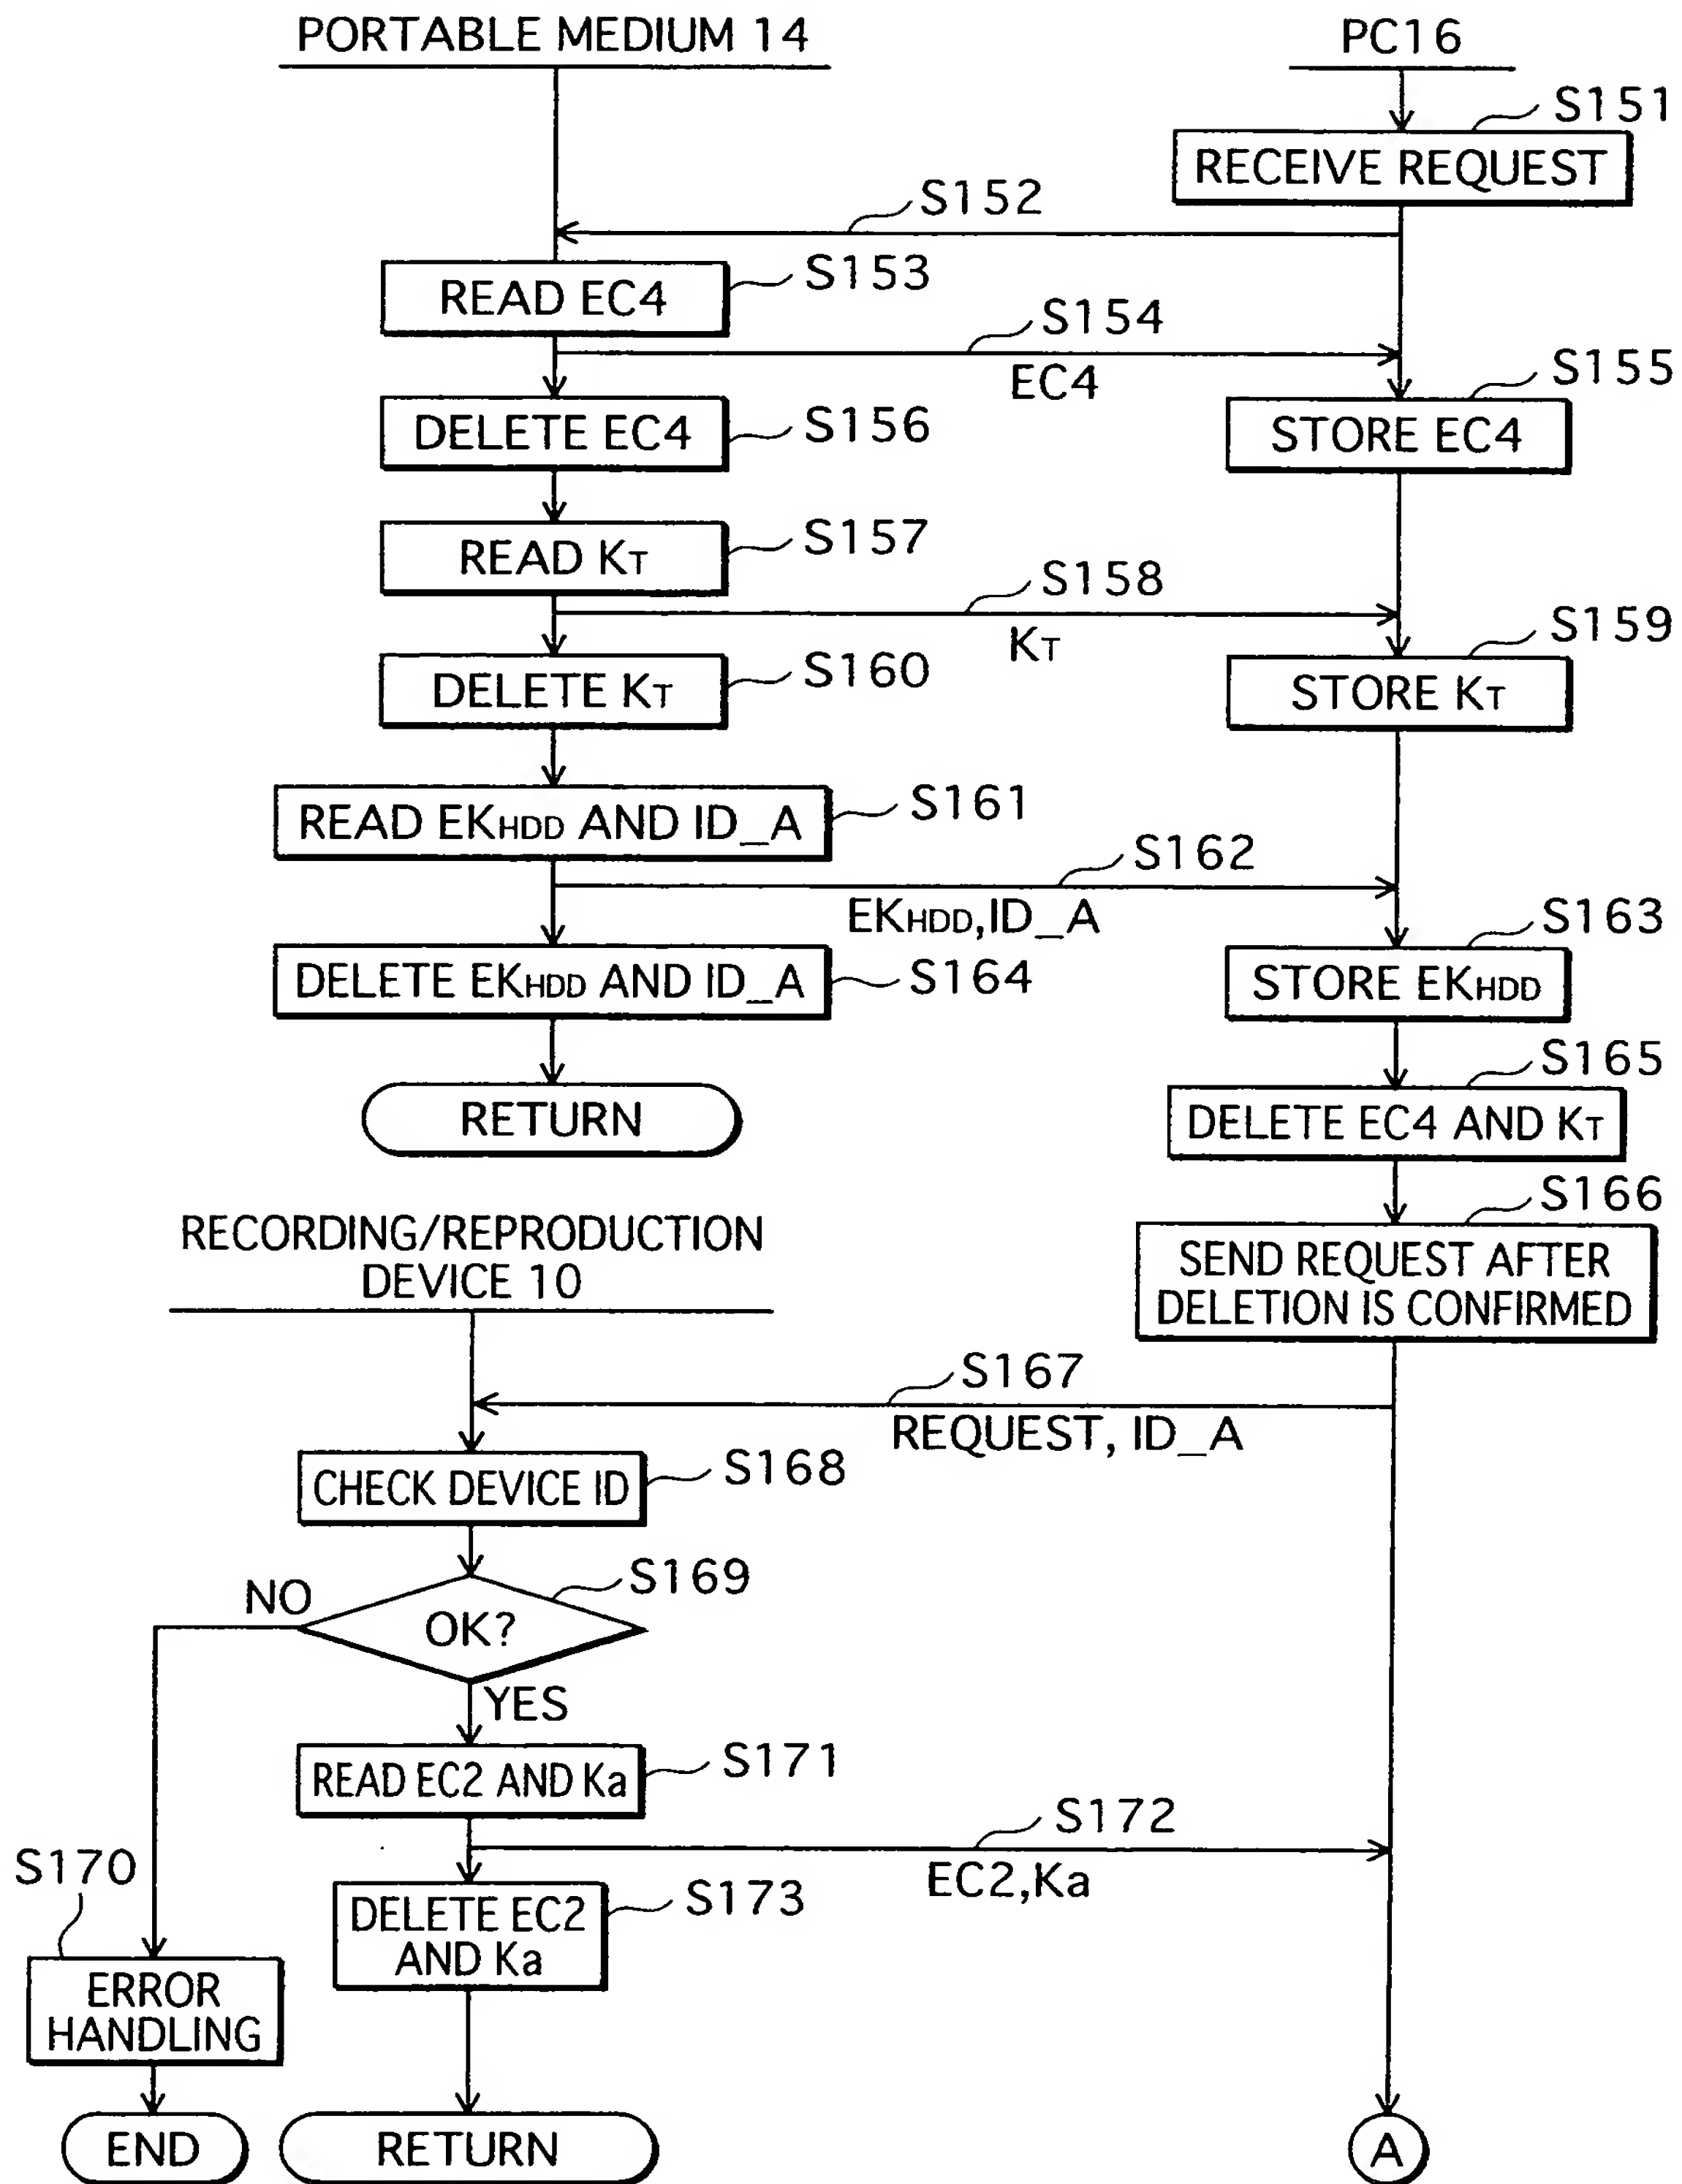 PORTABLE MEDIUM 14
PC16
S151
RECEIVE REQUEST
S152
S153
READ EC4
S154
EC4
S155
DELETE EC4
S156
STORE EC4
READ KT
S157
S158
KT
S159
DELETE KT
S160
STORE KT
READ EKHDD AND ID_A
S161
S162
EKHDD,ID_A
S163
DELETE EKHDD AND ID_A
S164
STORE EKHDD
S165
RETURN
DELETE EC4 AND KT
S166
RECORDING/REPRODUCTION
DEVICE 10
SEND REQUEST AFTER
DELETION IS CONFIRMED
S167
REQUEST, ID_A
CHECK DEVICE ID
S168
S169
NO
OK?
YES
READ EC2 AND Ka
S171
S172
EC2,Ka
S170
S173
DELETE EC2
AND Ka
ERROR
HANDLING
END
RETURN
A